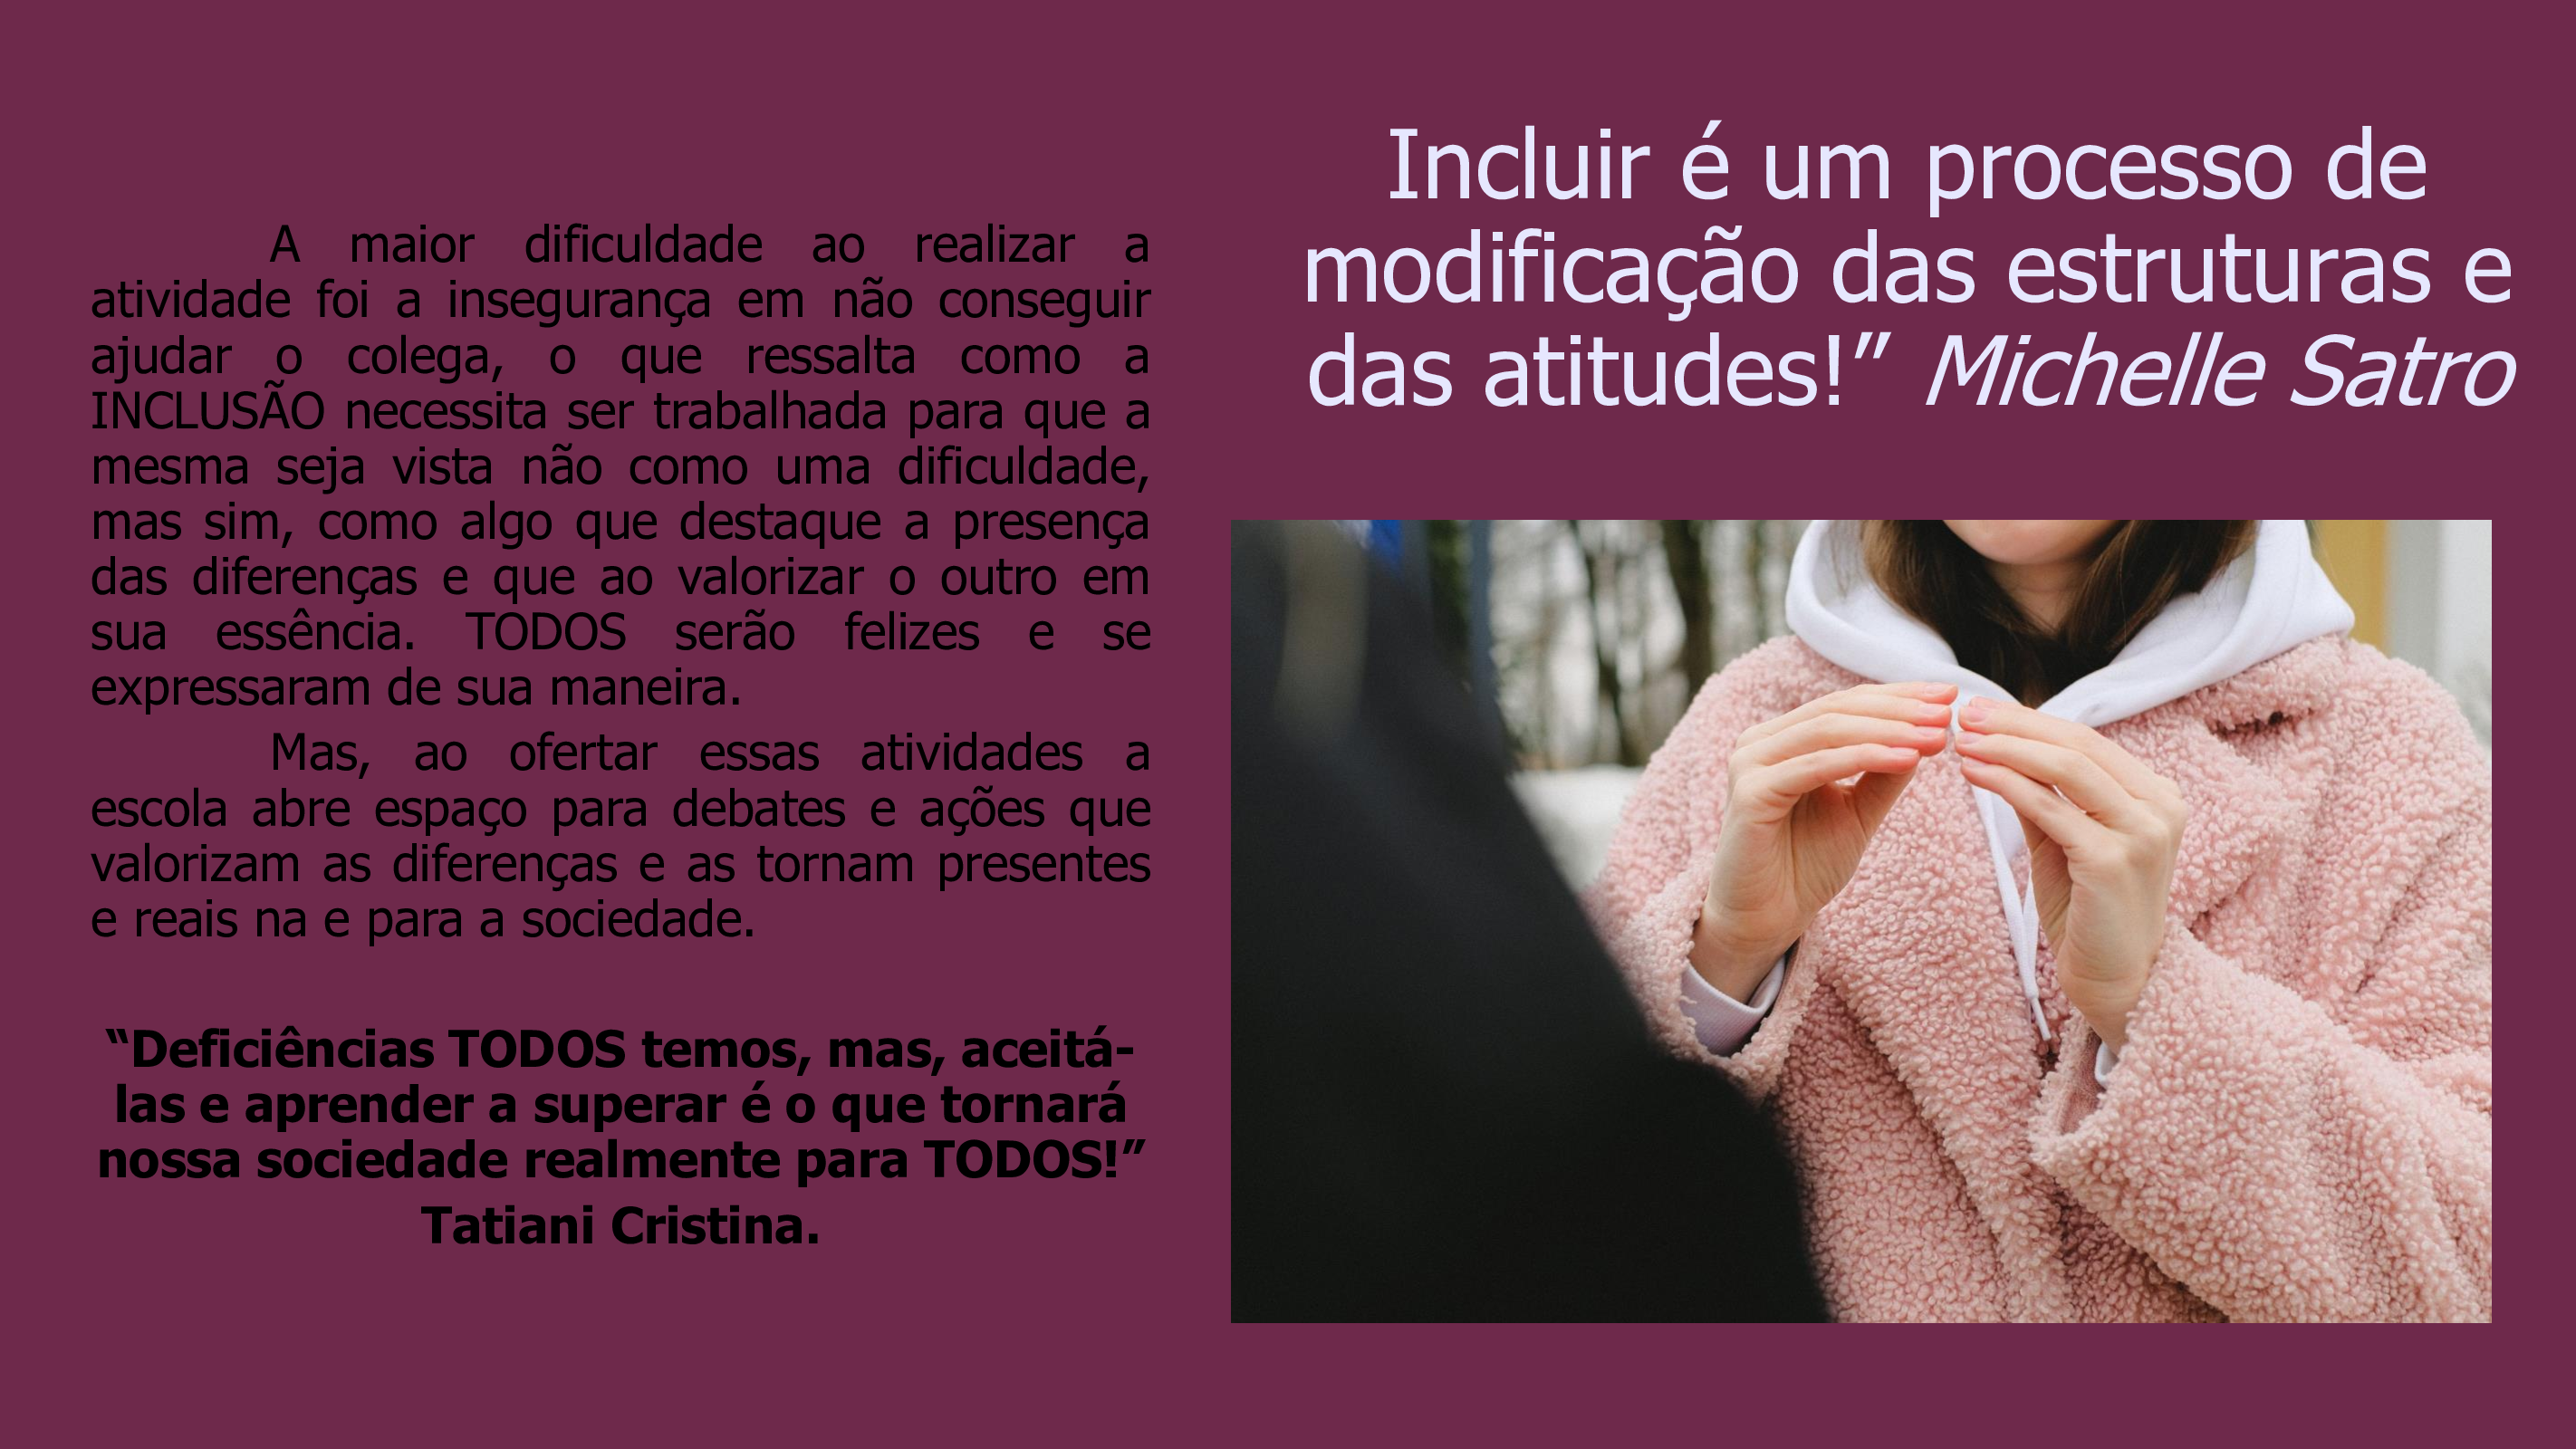 Incluir é um processo de
modificação das estruturas e
das atitudes!” Michelle Satro
A maior dificuldade ao realizar a
atividade foi a insegurança em não conseguir
ajudar o colega, o que ressalta como a
INCLUSÃO necessita ser trabalhada para que a
mesma seja vista não como uma dificuldade,
mas sim, como algo que destaque a presença
das diferenças e que ao valorizar o outro em
sua essência. TODOS serão felizes e se
expressaram de sua maneira.
Mas, ao ofertar essas atividades a
escola abre espaço para debates e ações que
valorizam as diferenças e as tornam presentes
e reais na e para a sociedade.
“Deficiências TODOS temos, mas, aceitá-
las e aprender a superar é o que tornará
nossa sociedade realmente para TODOS!”
Tatiani Cristina.